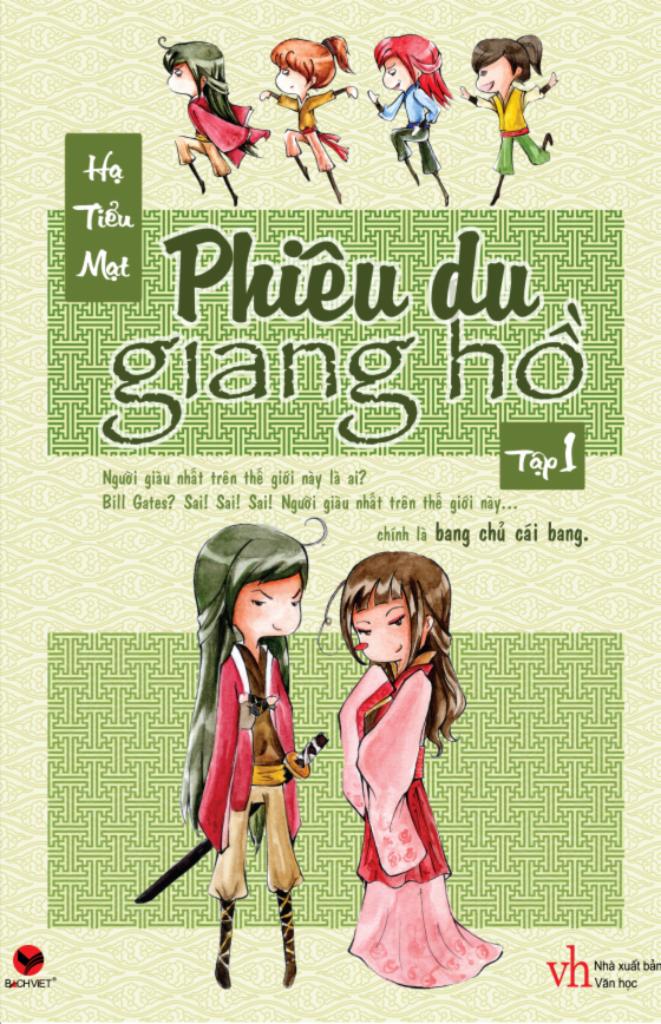 Hạ
Tiểu
Mạt
Phiêu du
giang hồ
Tập 1
Người giàu nhất trên thế giới này là ai?
Bill Gates? Sai! Sai! Sai! Người giàu nhất trên thế giới này...
chính là bang chủ cái bang.
BACHVIET®
vh
Nhà xuất bản
Văn học